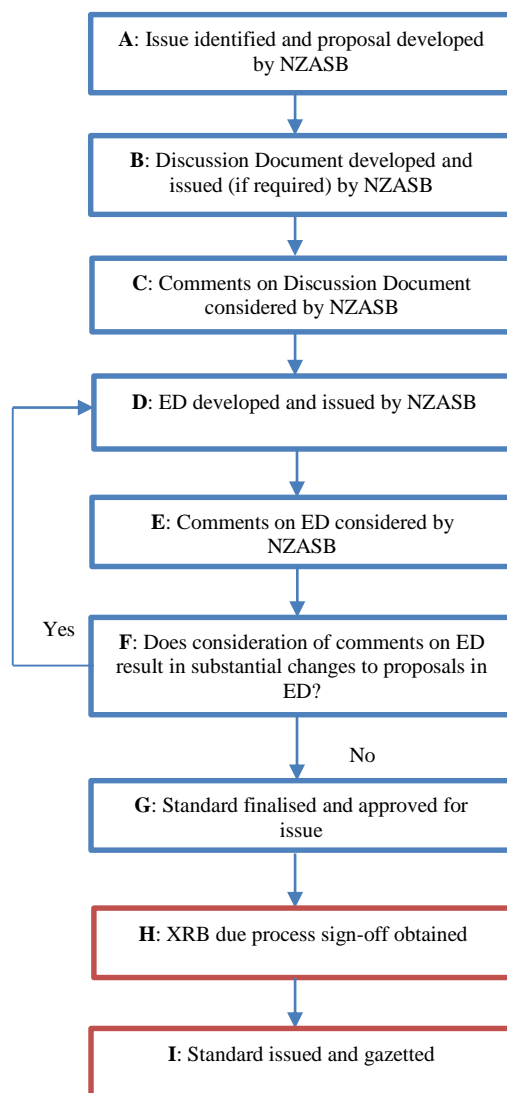 A: Issue identified and proposal developed
by NZASB
B: Discussion Document developed and
issued (if required) by NZASB
C: Comments on Discussion Document
considered by NZASB
D: ED developed and issued by NZASB
E: Comments on ED considered by
NZASB
Yes
F: Does consideration of comments on ED
result in substantial changes to proposals in
ED?
No
G: Standard finalised and approved for
issue
H: XRB due process sign-off obtained
I: Standard issued and gazetted